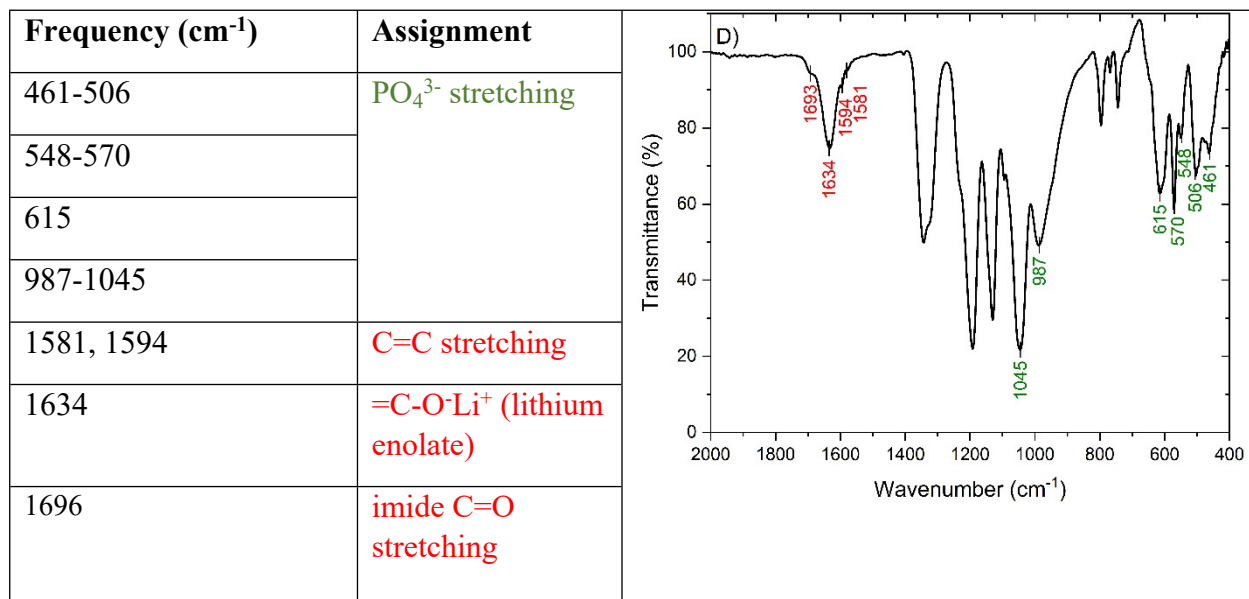 Frequency (cm⁻¹)
Assignment
461-506
PO₄³⁻ stretching
548-570
615
987-1045
1581, 1594
C=C stretching
1634
=C-O⁻Li⁺ (lithium
enolate)
1696
imide C=O
stretching
D)
Transmittance (%)
100
80
60
40
20
0
1693
1634
1594
1581
1045
987
615
570
548
506
461
2000 1800 1600 1400 1200 1000 800 600 400
Wavenumber (cm⁻¹)